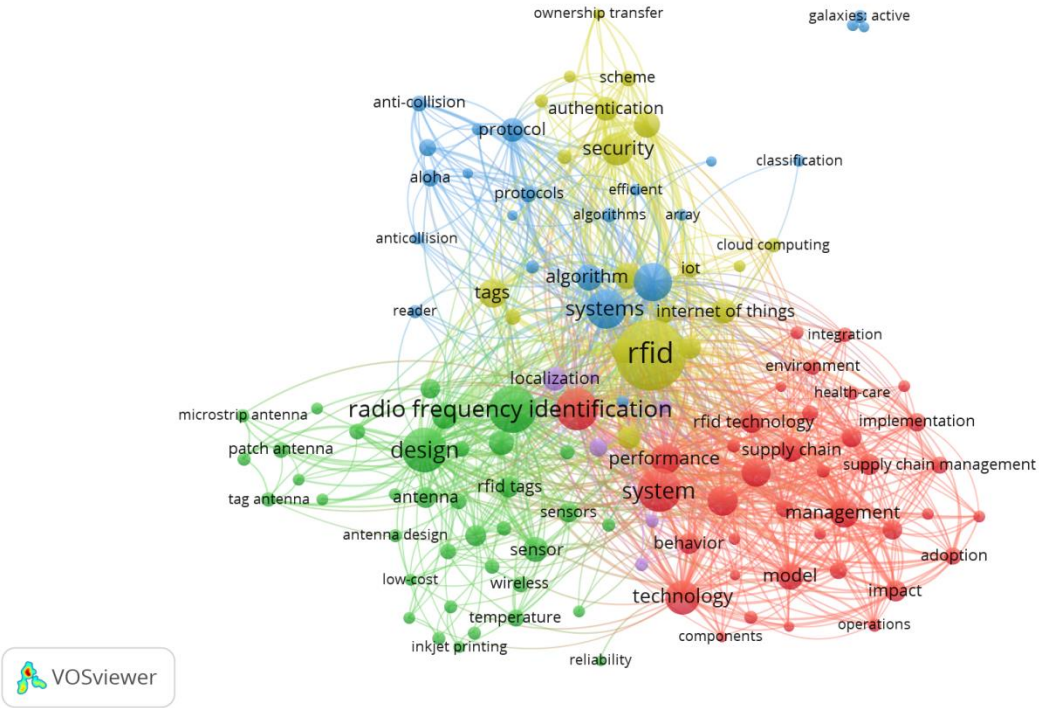 ownership transfer
galaxies: active
scheme
anti-collision
authentication
protocol
security
classification
aloha
protocols
efficient
algorithms
array
anticollision
cloud computing
algorithm
iot
tags
systems
internet of things
reader
integration
rfid
environment
localization
health-care
microstrip antenna
radio frequency identification
rfid technology
implementation
patch antenna
design
performance
supply chain
supply chain management
tag antenna
antenna
rfid tags
system
sensors
management
antenna design
sensor
behavior
adoption
low-cost
wireless
model
impact
technology
temperature
components
operations
inkjet printing
reliability
VOSviewer